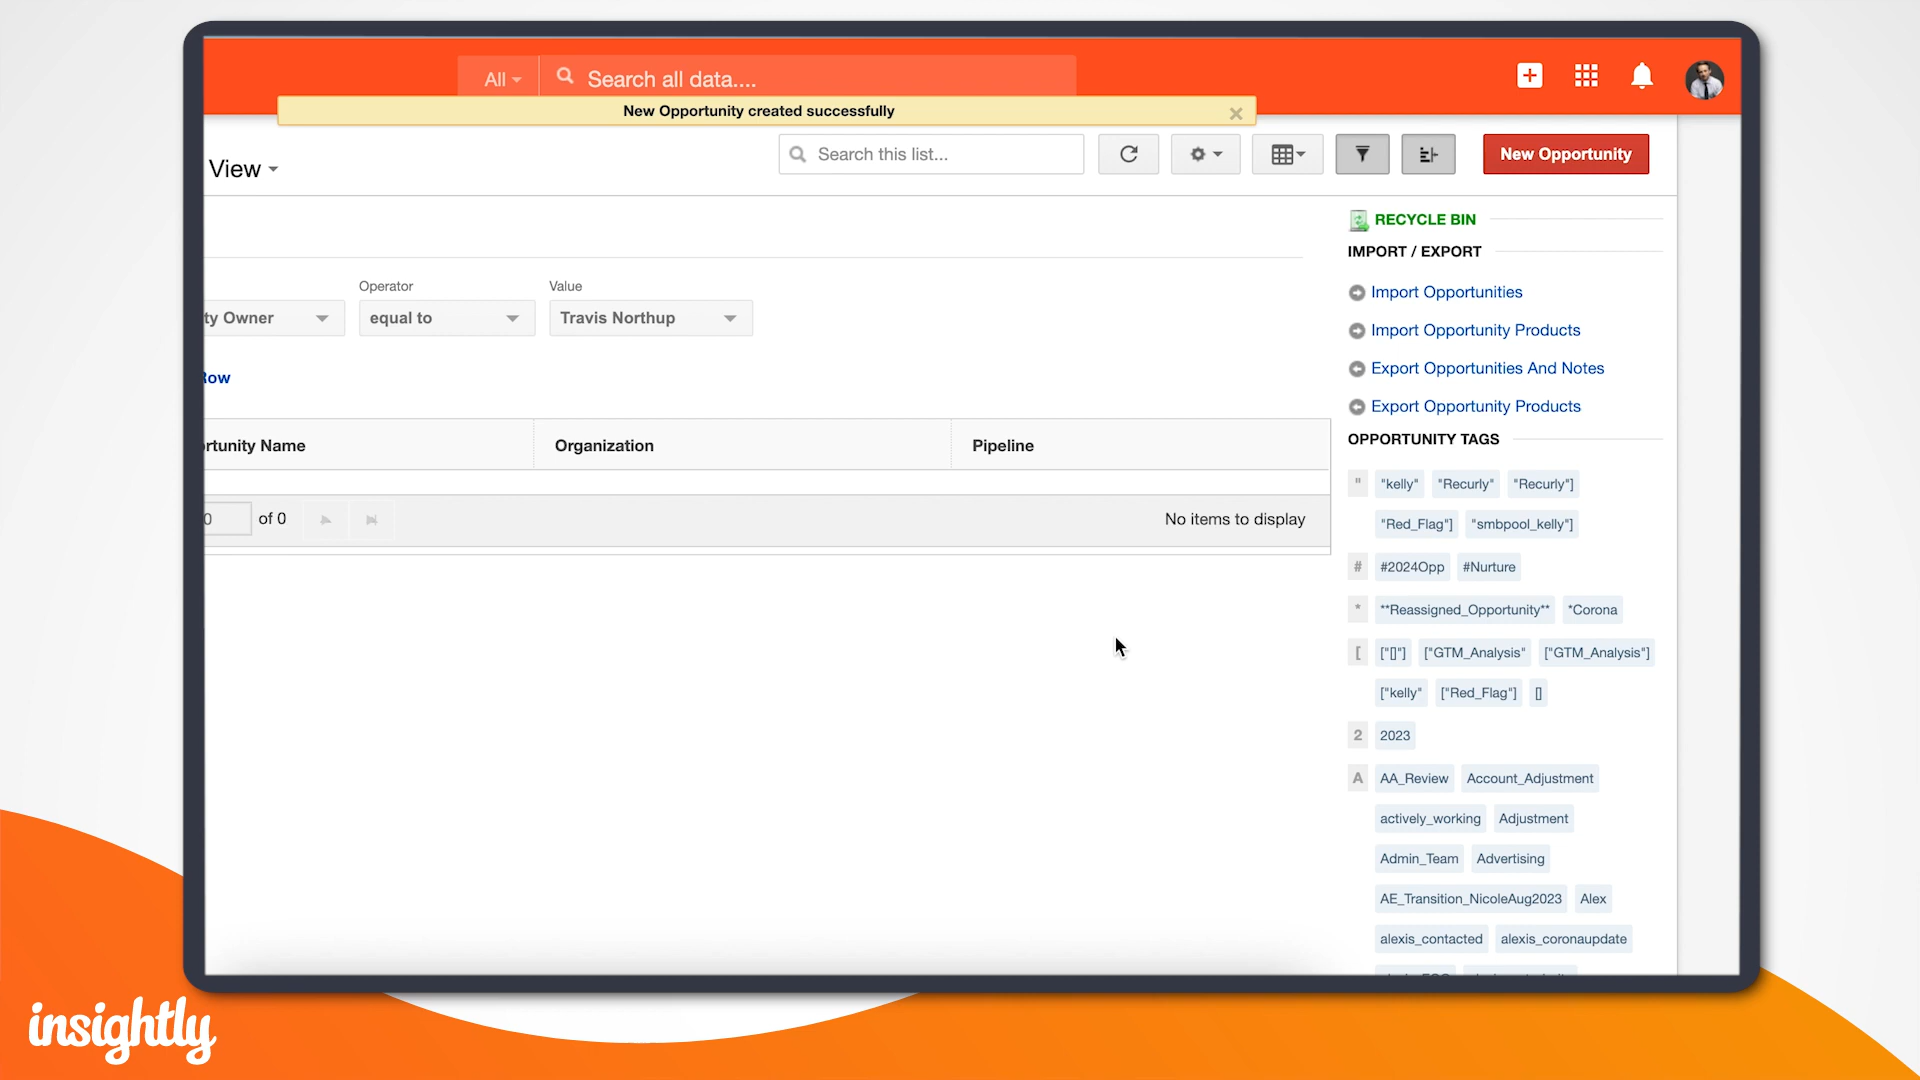 All
Search all data....
New Opportunity created successfully
View
Search this list...
New Opportunity
RECYCLE BIN
IMPORT / EXPORT
Operator
Value
ty Owner
equal to
Travis Northup
Import Opportunities
Import Opportunity Products
Row
Export Opportunities And Notes
Export Opportunity Products
OPPORTUNITY TAGS
ortunity Name
Organization
Pipeline
" "kelly" "Recurly" "Recurly"]
0 of 0
No items to display
"Red_Flag"] "smbpool_kelly"]
# #2024Opp #Nurture
* **Reassigned_Opportunity** *Corona
[ ["[]"] ["GTM_Analysis" ["GTM_Analysis"]
["kelly" ["Red_Flag"] []
2 2023
A AA_Review Account_Adjustment
actively_working Adjustment
Admin_Team Advertising
AE_Transition_NicoleAug2023 Alex
alexis_contacted alexis_coronaupdate
insightly